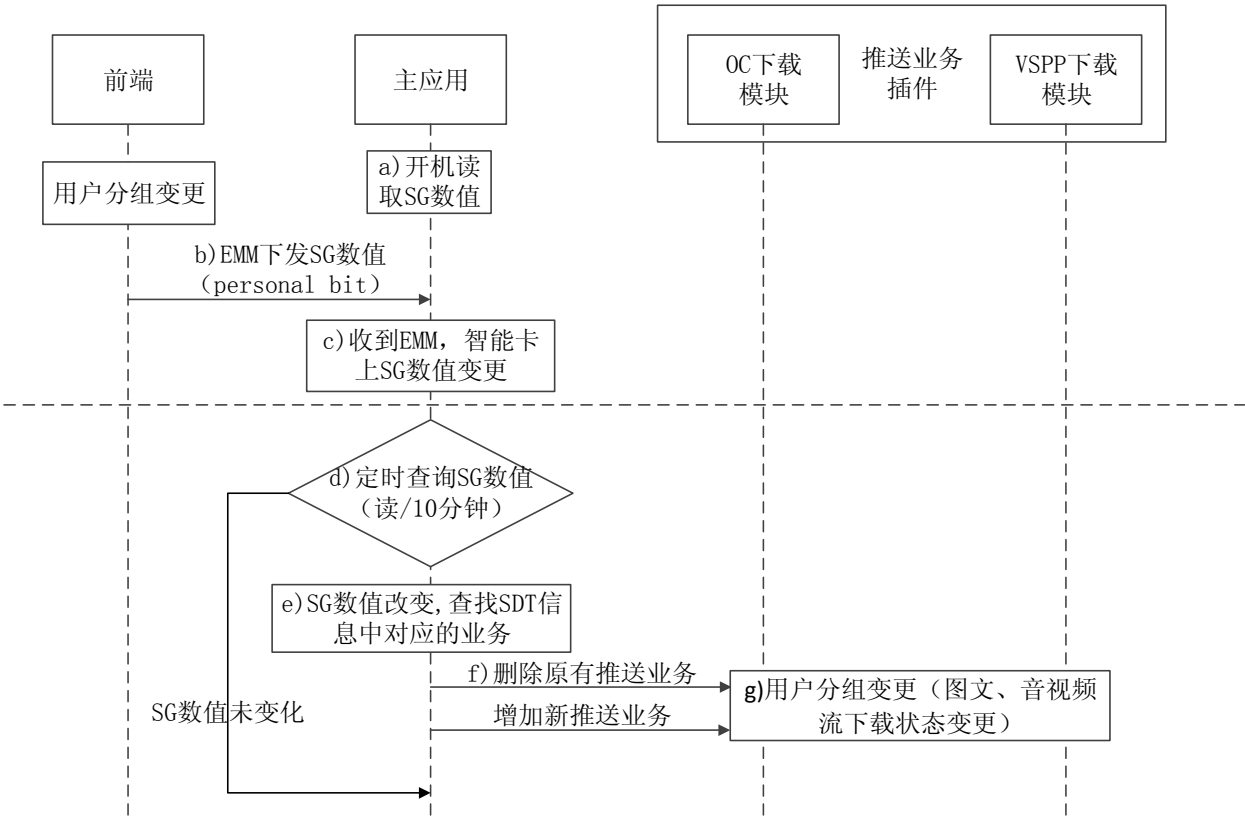 前端
主应用
OC下载
模块
推送业务
插件
VSPP下载
模块
用户分组变更
a)开机读
取SG数值
b)EMM下发SG数值
（personal bit）
c)收到EMM，智能卡
上SG数值变更
d)定时查询SG数值
（读/10分钟）
e)SG数值改变,查找SDT信
息中对应的业务
f)删除原有推送业务
增加新推送业务
g)用户分组变更（图文、音视频
流下载状态变更）
SG数值未变化